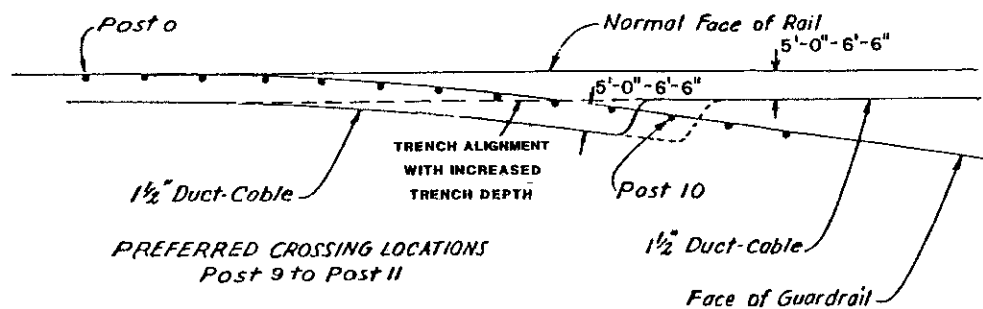 Post 0
Normal Face of Rail
5'-0"-6'-6"
5'-0"-6'-6"
TRENCH ALIGNMENT
WITH INCREASED
TRENCH DEPTH
1½" Duct-Cable
Post 10
1½" Duct-Cable
PREFERRED CROSSING LOCATIONS
Post 9 to Post 11
Face of Guardrail